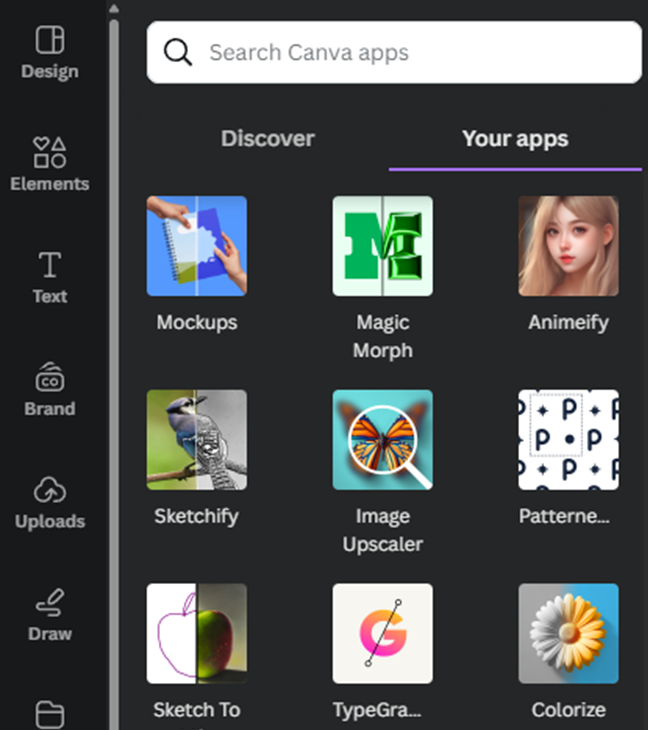 Search Canva apps
Design
Discover
Your apps
Elements
Mockups
Magic
Morph
Animeify
Text
Brand
co
Sketchify
Image
Upscaler
Patterne...
Uploads
Draw
Sketch To
TypeGra...
Colorize